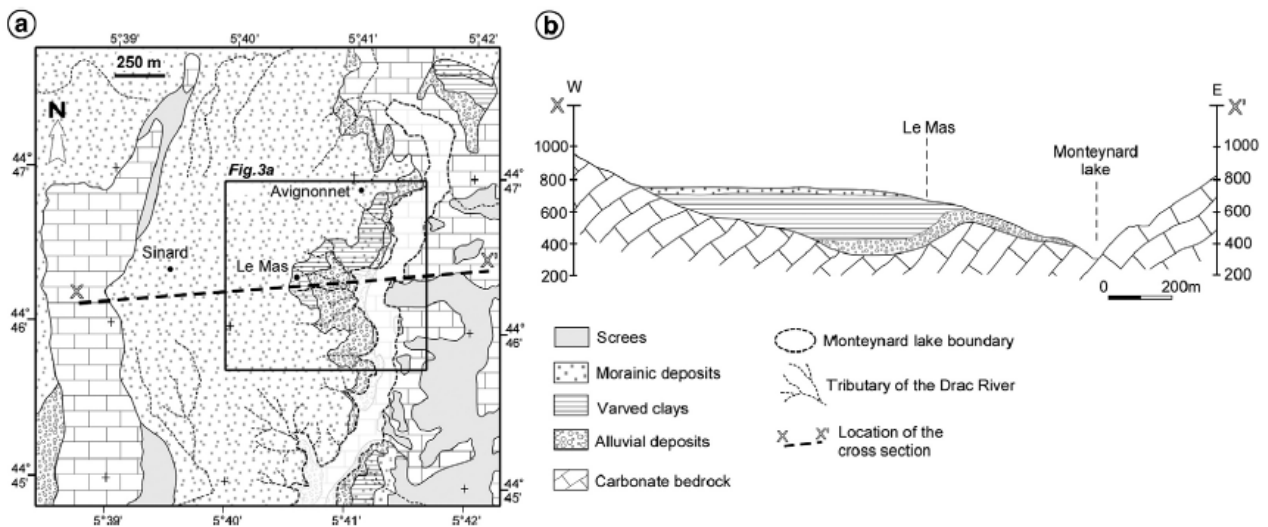 a
5°39' 5°40' 5°41' 5°42'
250 m
N
44°
47'
44°
47'
Fig.3a
Avignonnet
Sinard
Le Mas
X X'
44°
46'
44°
46'
44°
45'
44°
45'
5°39' 5°40' 5°41' 5°42'
b
W E
X X'
Le Mas
Monteynard
lake
1000 1000
800 800
600 600
400 400
200 200
0 200m
Screes
Morainic deposits
Varved clays
Alluvial deposits
Carbonate bedrock
Monteynard lake boundary
Tributary of the Drac River
X X' Location of the
cross section